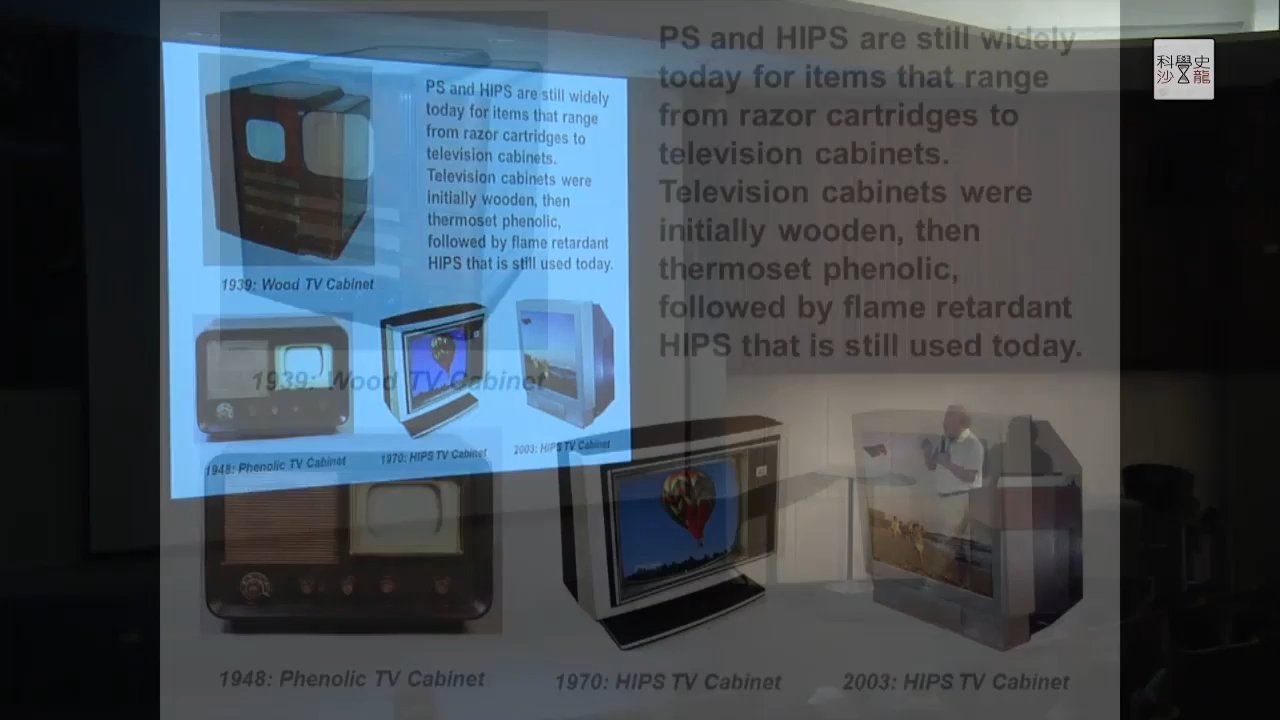 PS and HIPS are still widely
today for items that range
from razor cartridges to
television cabinets.
Television cabinets were
initially wooden, then
thermoset phenolic,
followed by flame retardant
HIPS that is still used today.
1939: Wood TV Cabinet
1948: Phenolic TV Cabinet
1970: HIPS TV Cabinet
2003: HIPS TV Cabinet
PS and HIPS are still widely
today for items that range
from razor cartridges to
television cabinets.
Television cabinets were
initially wooden, then
thermoset phenolic,
followed by flame retardant
HIPS that is still used today.
1939: Wood TV Cabinet
1948: Phenolic TV Cabinet
1970: HIPS TV Cabinet
2003: HIPS TV Cabinet
科學史
沙龍